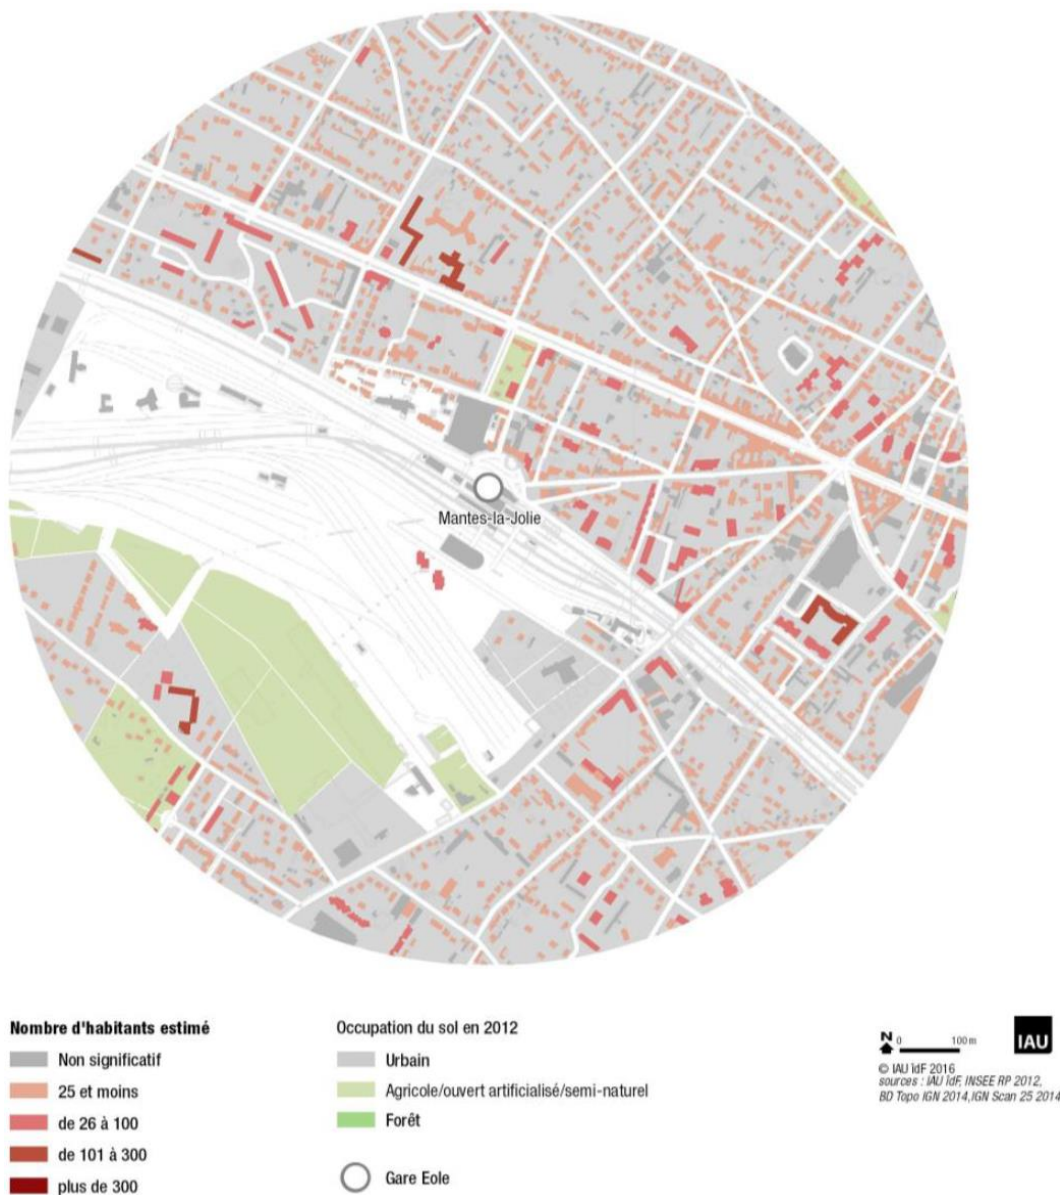 Mantes-la-Jolie
Nombre d'habitants estimé
Non significatif
25 et moins
de 26 à 100
de 101 à 300
plus de 300
Occupation du sol en 2012
Urbain
Agricole/ouvert artificialisé/semi-naturel
Forêt
Gare Eole
N 0 100 m
IAU
© IAU îdF 2016
sources : IAU îdF, INSEE RP 2012,
BD Topo IGN 2014, IGN Scan 25 2014